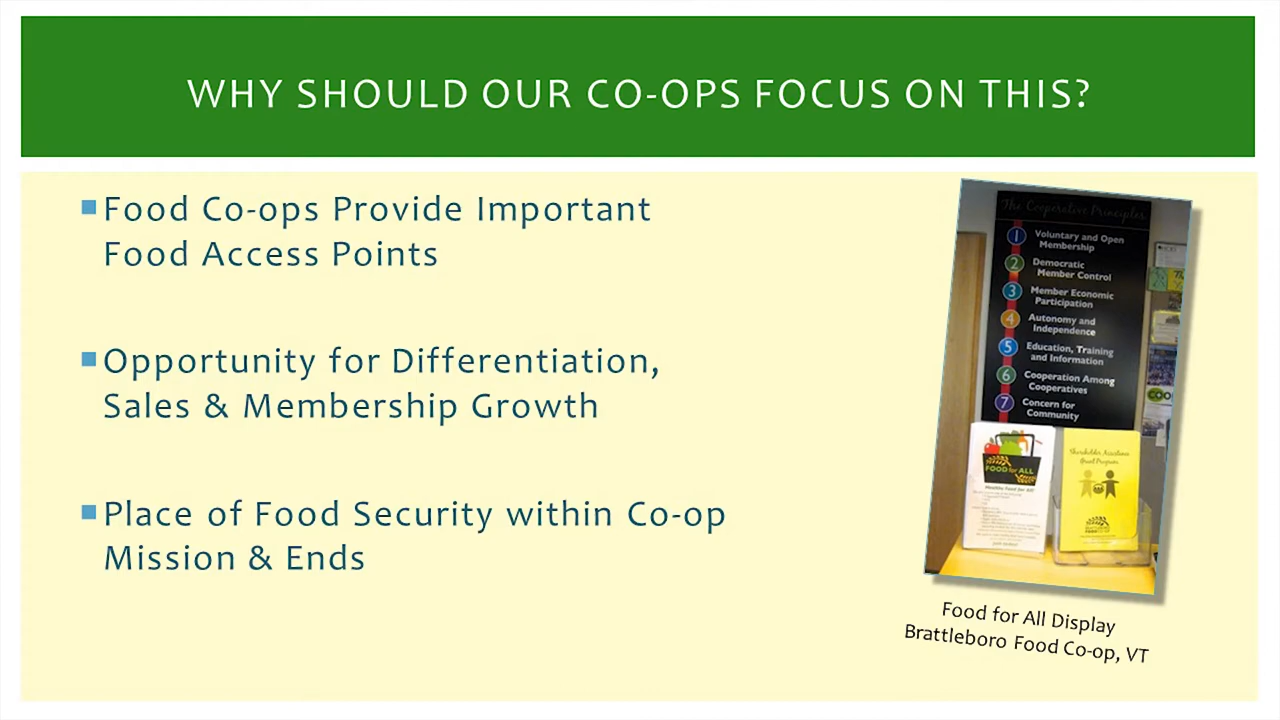 WHY SHOULD OUR CO-OPS FOCUS ON THIS?
Food Co-ops Provide Important
Food Access Points
Opportunity for Differentiation,
Sales & Membership Growth
Place of Food Security within Co-op
Mission & Ends
The Cooperative Principles
1 Voluntary and Open
Membership
2 Democratic
Member Control
3 Member Economic
Participation
4 Autonomy and
Independence
5 Education, Training
and Information
6 Cooperation Among
Cooperatives
7 Concern for
Community
FOOD for ALL
Healthy Food for All!
Shareholder Assistance
Grant Program
BRATTLEBORO
FOOD CO-OP
Food for All Display
Brattleboro Food Co-op, VT